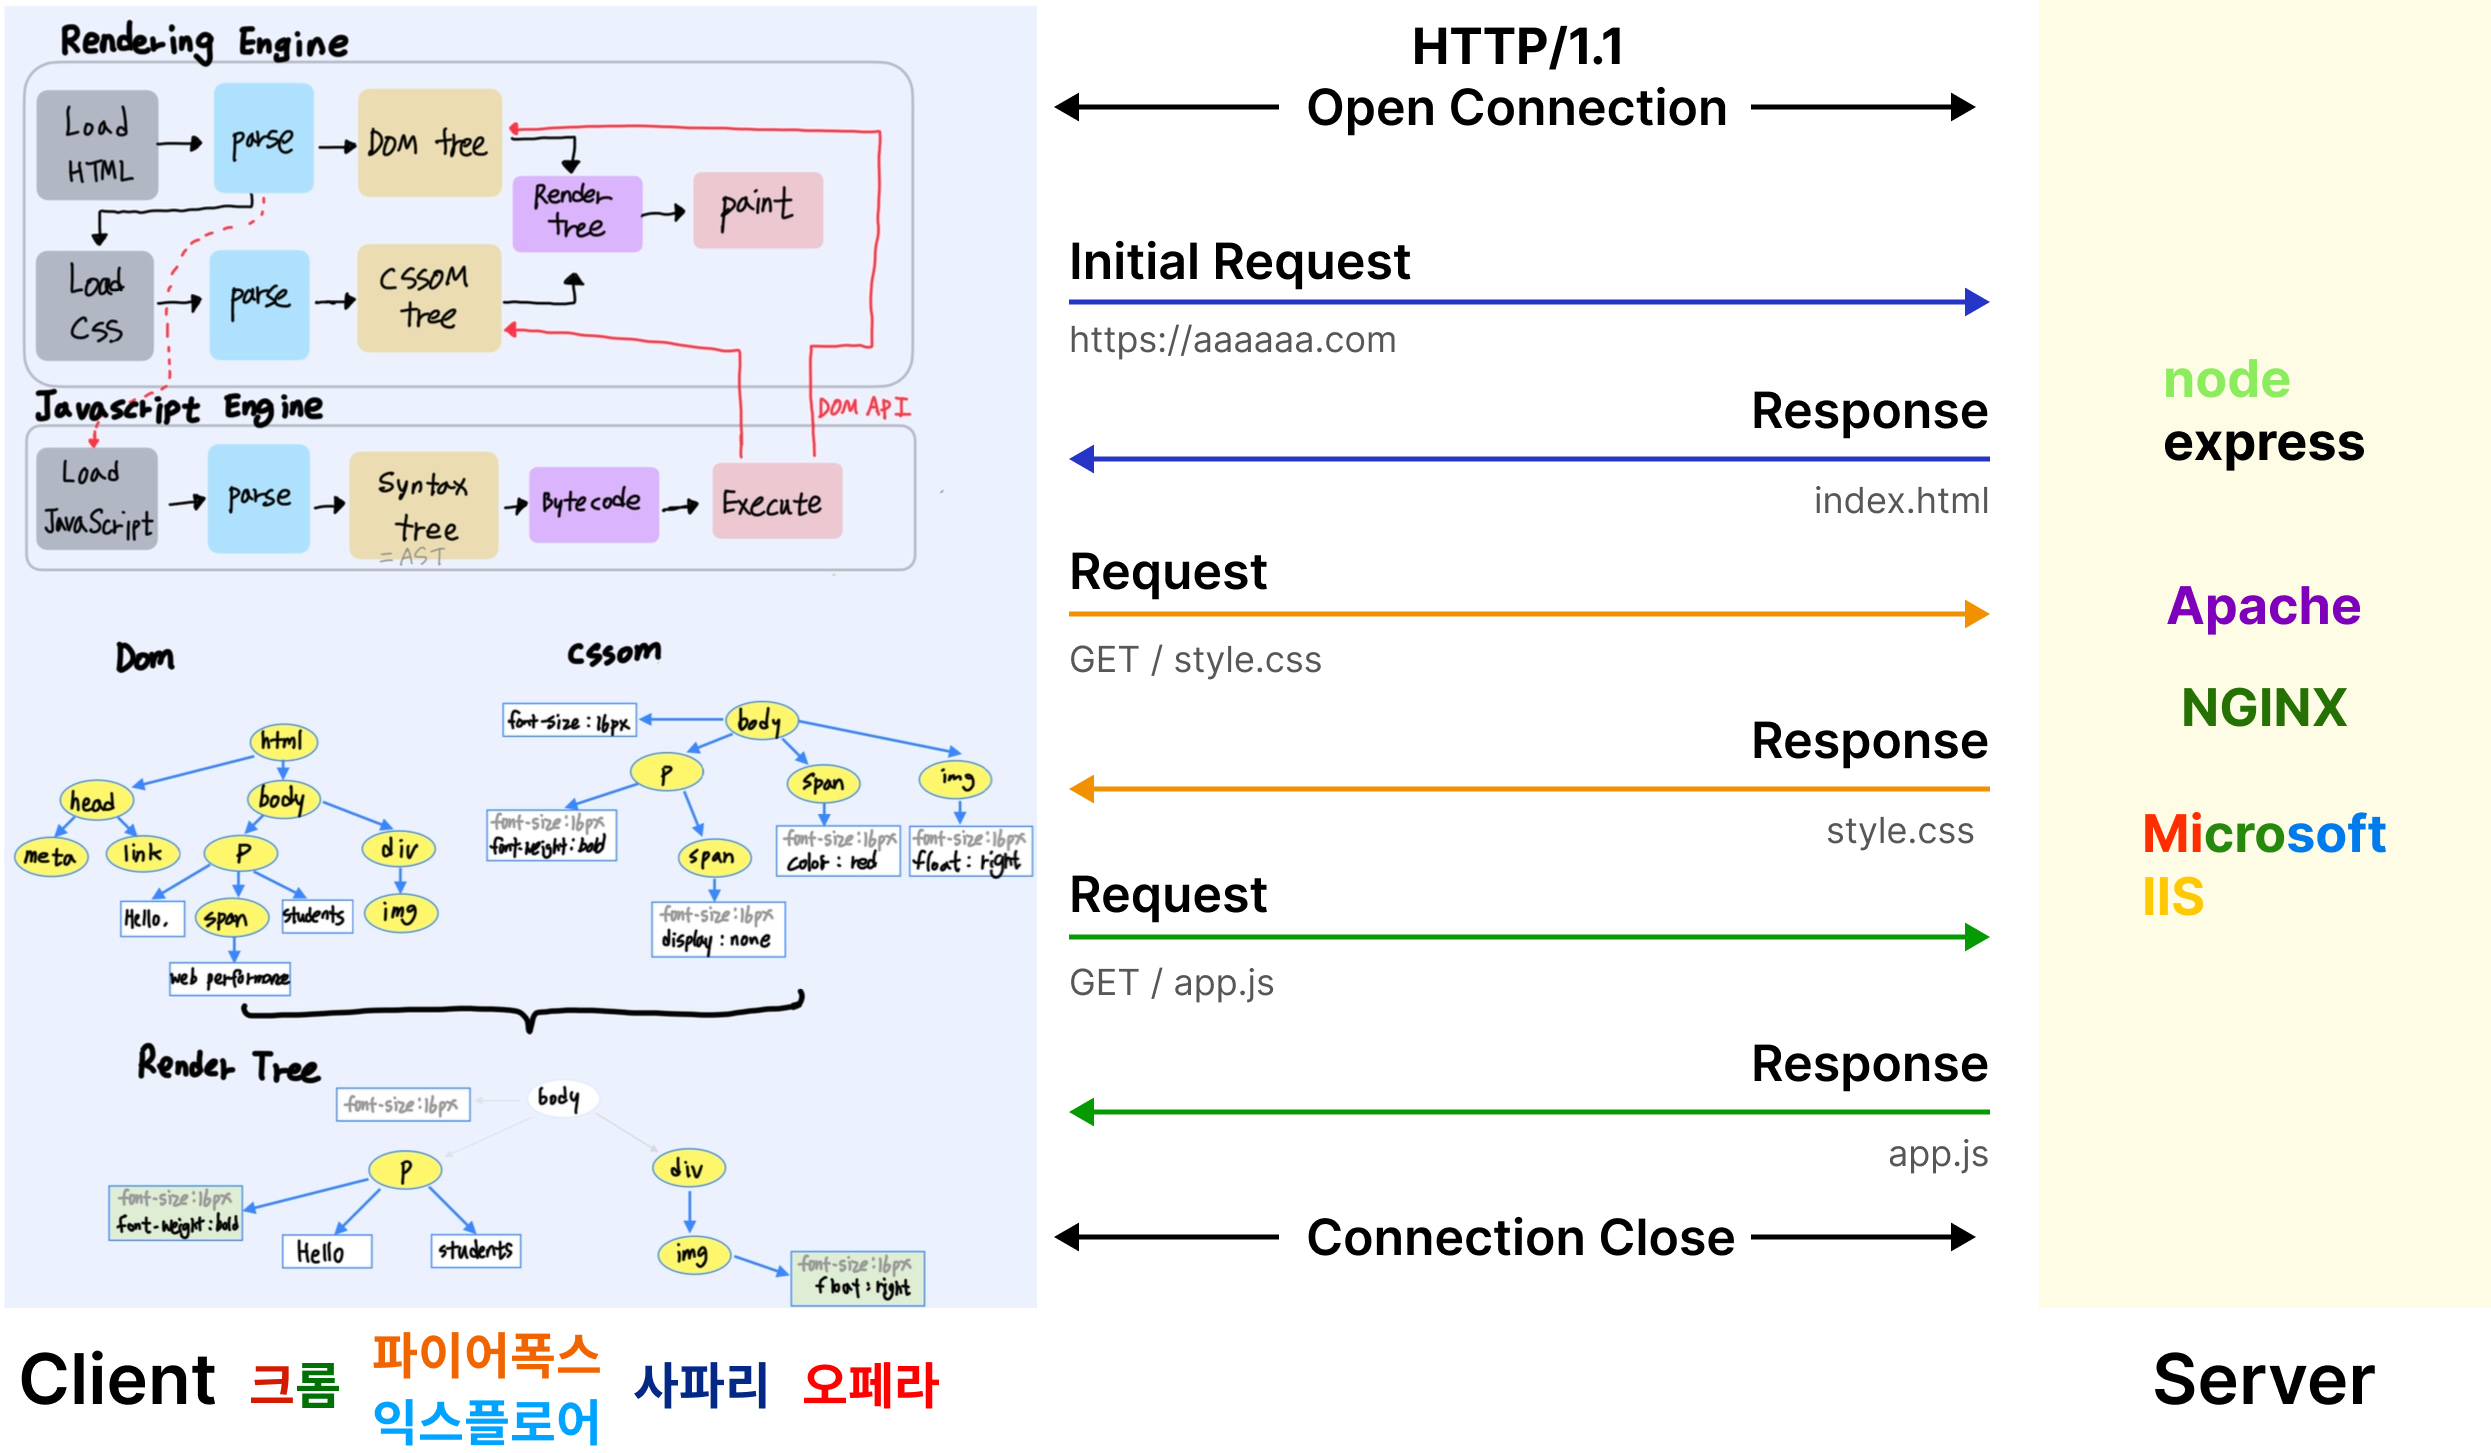 Rendering Engine
Load
HTML
parse
DOM tree
Render
tree
paint
Load
CSS
parse
CSSOM
tree
Javascript Engine
DOM API
Load
JavaScript
parse
Syntax
tree
= AST
Bytecode
Execute
Dom
html
head
body
meta
link
P
div
Hello.
span
students
img
web performance
cssom
font-size:16px
body
P
span
img
font-size:16px
font-weight:bold
span
font-size:16px
color: red
font-size:16px
float: right
font-size:16px
display: none
Render Tree
font-size:16px
body
P
div
font-size:16px
font-weight:bold
Hello
students
img
font-size:16px
float: right
HTTP/1.1
Open Connection
Initial Request
https://aaaaaa.com
Response
index.html
Request
GET / style.css
Response
style.css
Request
GET / app.js
Response
app.js
Connection Close
node
express
Apache
NGINX
Microsoft
IIS
Client
크롬
파이어폭스
익스플로어
사파리
오페라
Server